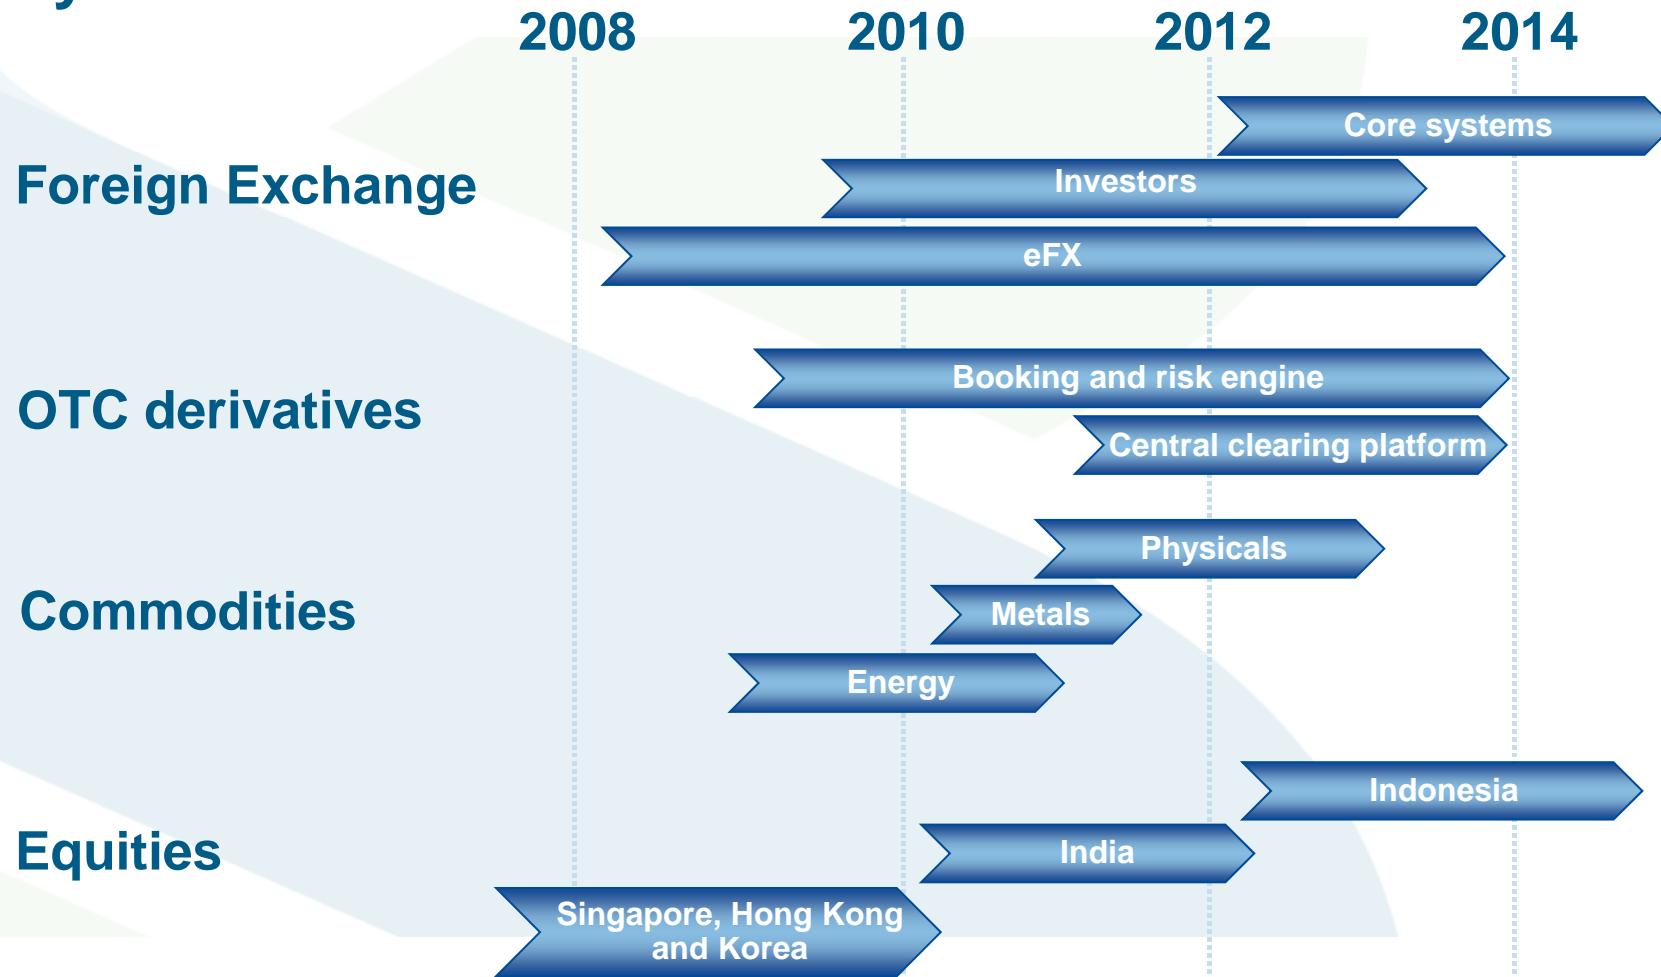 2008 2010 2012 2014
Core systems
Foreign Exchange
Investors
eFX
Booking and risk engine
OTC derivatives
Central clearing platform
Physicals
Commodities
Metals
Energy
Indonesia
Equities
India
Singapore, Hong Kong
and Korea